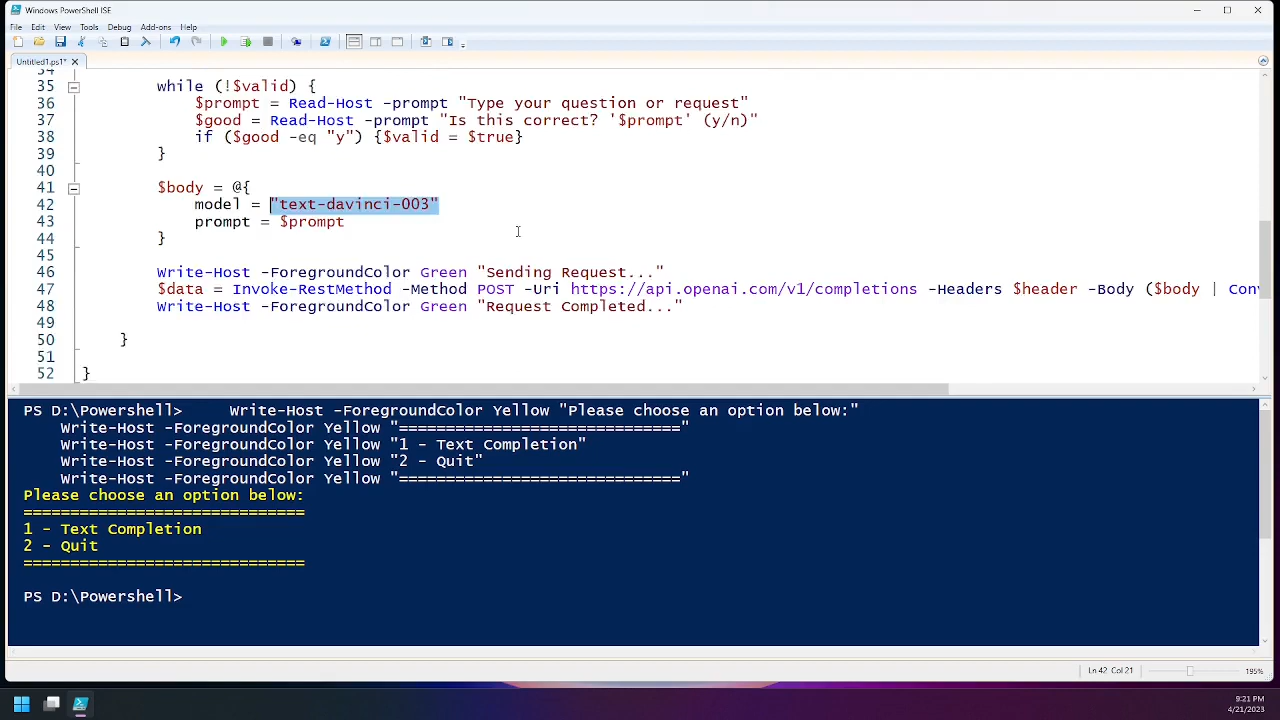 Windows PowerShell ISE
File Edit View Tools Debug Add-ons Help
Untitled1.ps1*
34
35 while (!$valid) {
36 $prompt = Read-Host -prompt "Type your question or request"
37 $good = Read-Host -prompt "Is this correct? '$prompt' (y/n)"
38 if ($good -eq "y") {$valid = $true}
39 }
40
41 $body = @{
42 model = "text-davinci-003"
43 prompt = $prompt
44 }
45
46 Write-Host -ForegroundColor Green "Sending Request..."
47 $data = Invoke-RestMethod -Method POST -Uri https://api.openai.com/v1/completions -Headers $header -Body ($body | Con
48 Write-Host -ForegroundColor Green "Request Completed..."
49
50 }
51
52 }
PS D:\Powershell> Write-Host -ForegroundColor Yellow "Please choose an option below:"
Write-Host -ForegroundColor Yellow "=============================="
Write-Host -ForegroundColor Yellow "1 - Text Completion"
Write-Host -ForegroundColor Yellow "2 - Quit"
Write-Host -ForegroundColor Yellow "=============================="
Please choose an option below:
==============================
1 - Text Completion
2 - Quit
==============================
PS D:\Powershell>
Ln 42 Col 21
195%
9:21 PM
4/21/2023